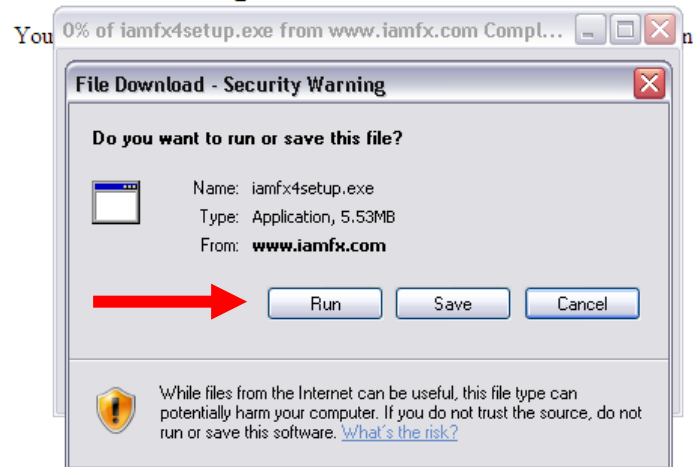 You
0% of iamfx4setup.exe from www.iamfx.com Compl...
n
File Download - Security Warning
Do you want to run or save this file?
Name: iamfx4setup.exe
Type: Application, 5.53MB
From: www.iamfx.com
Run Save Cancel
While files from the Internet can be useful, this file type can
potentially harm your computer. If you do not trust the source, do not
run or save this software. What's the risk?